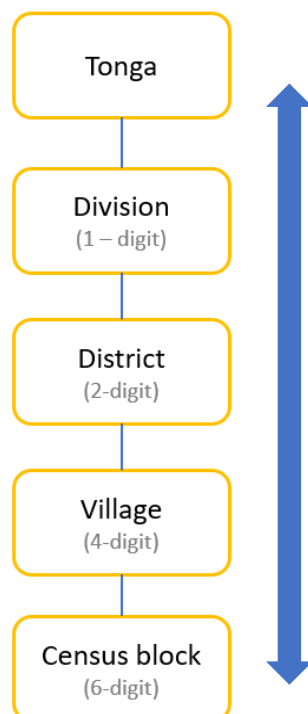 Tonga
Division
(1 – digit)
District
(2-digit)
Village
(4-digit)
Census block
(6-digit)